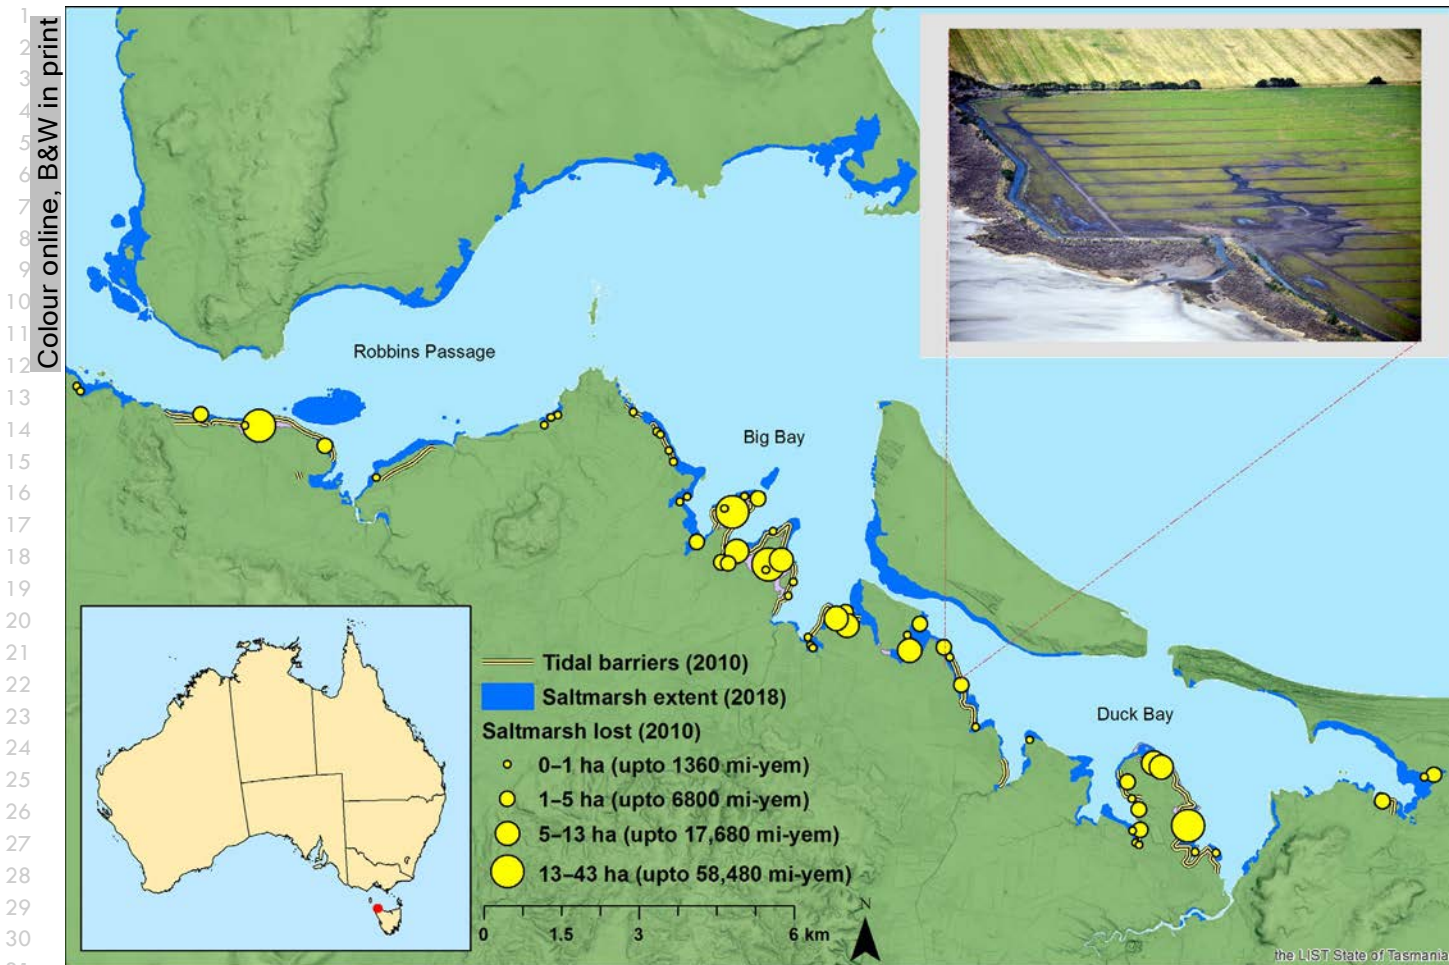 1
2
3
4
5
6
7
8
9
10
11
12
13
14
15
16
17
18
19
20
21
22
23
24
25
26
27
28
29
30
Colour online, B&W in print
Robbins Passage
Big Bay
Duck Bay
Tidal barriers (2010)
Saltmarsh extent (2018)
Saltmarsh lost (2010)
0–1 ha (upto 1360 mi-yem)
1–5 ha (upto 6800 mi-yem)
5–13 ha (upto 17,680 mi-yem)
13–43 ha (upto 58,480 mi-yem)
0 1.5 3 6 km
N
the LIST State of Tasmania